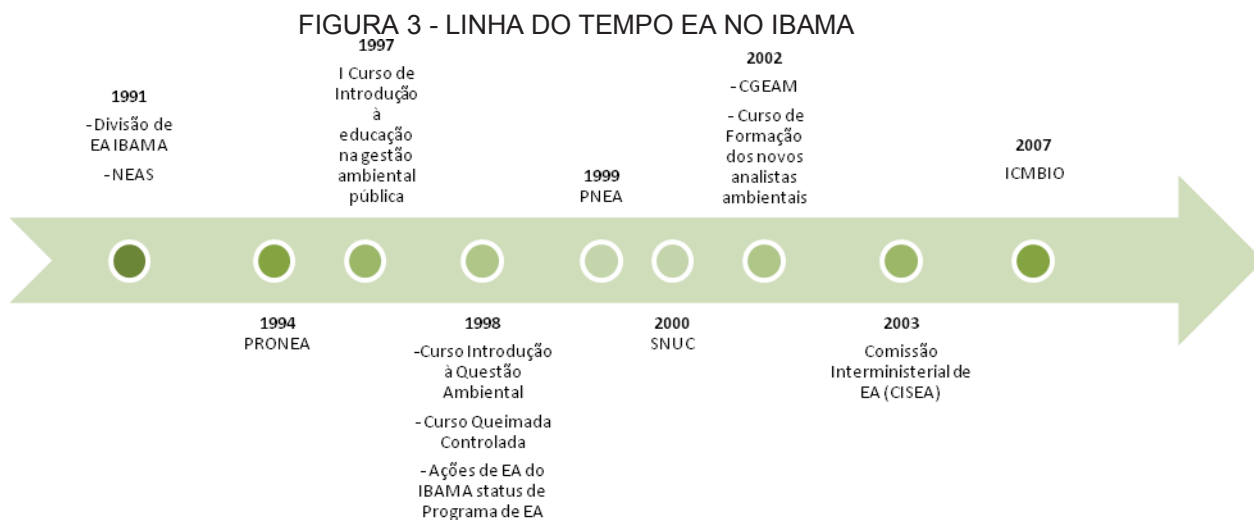 FIGURA 3 - LINHA DO TEMPO EA NO IBAMA
1991
-Divisão de
EA IBAMA
-NEAS
1994
PRONEA
1997
I Curso de
Introdução
à
educação
na gestão
ambiental
pública
1998
-Curso Introdução
à Questão
Ambiental
- Curso Queimada
Controlada
-Ações de EA do
IBAMA status de
Programa de EA
1999
PNEA
2000
SNUC
2002
-CGEAM
- Curso de
Formação
dos novos
analistas
ambientais
2003
Comissão
Interministerial de
EA (CISEA)
2007
ICMBIO